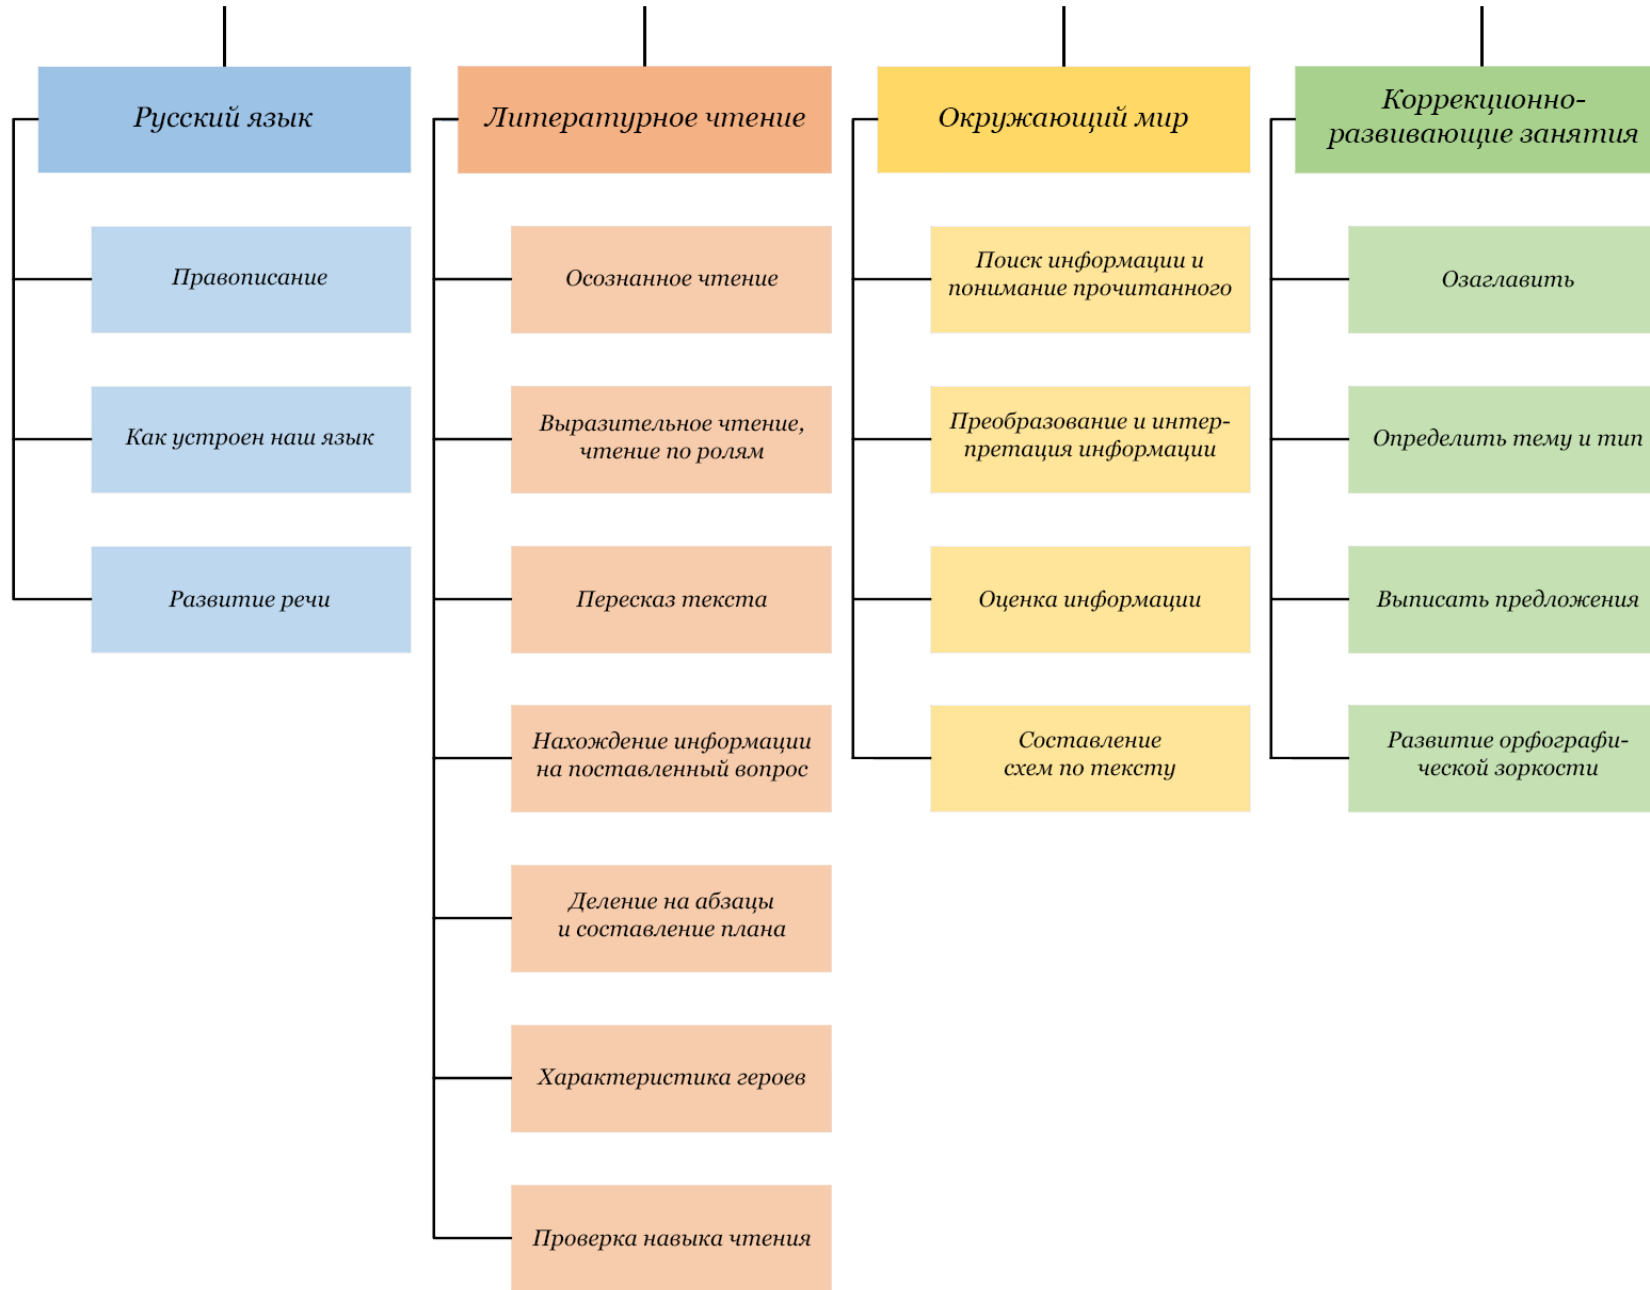 Русский язык
Правописание
Как устроен наш язык
Развитие речи
Литературное чтение
Осознанное чтение
Выразительное чтение,
чтение по ролям
Пересказ текста
Нахождение информации
на поставленный вопрос
Деление на абзацы
и составление плана
Характеристика героев
Проверка навыка чтения
Окружающий мир
Поиск информации и
понимание прочитанного
Преобразование и интер-
претация информации
Оценка информации
Составление
схем по тексту
Коррекционно-
развивающие занятия
Озаглавить
Определить тему и тип
Выписать предложения
Развитие орфографи-
ческой зоркости